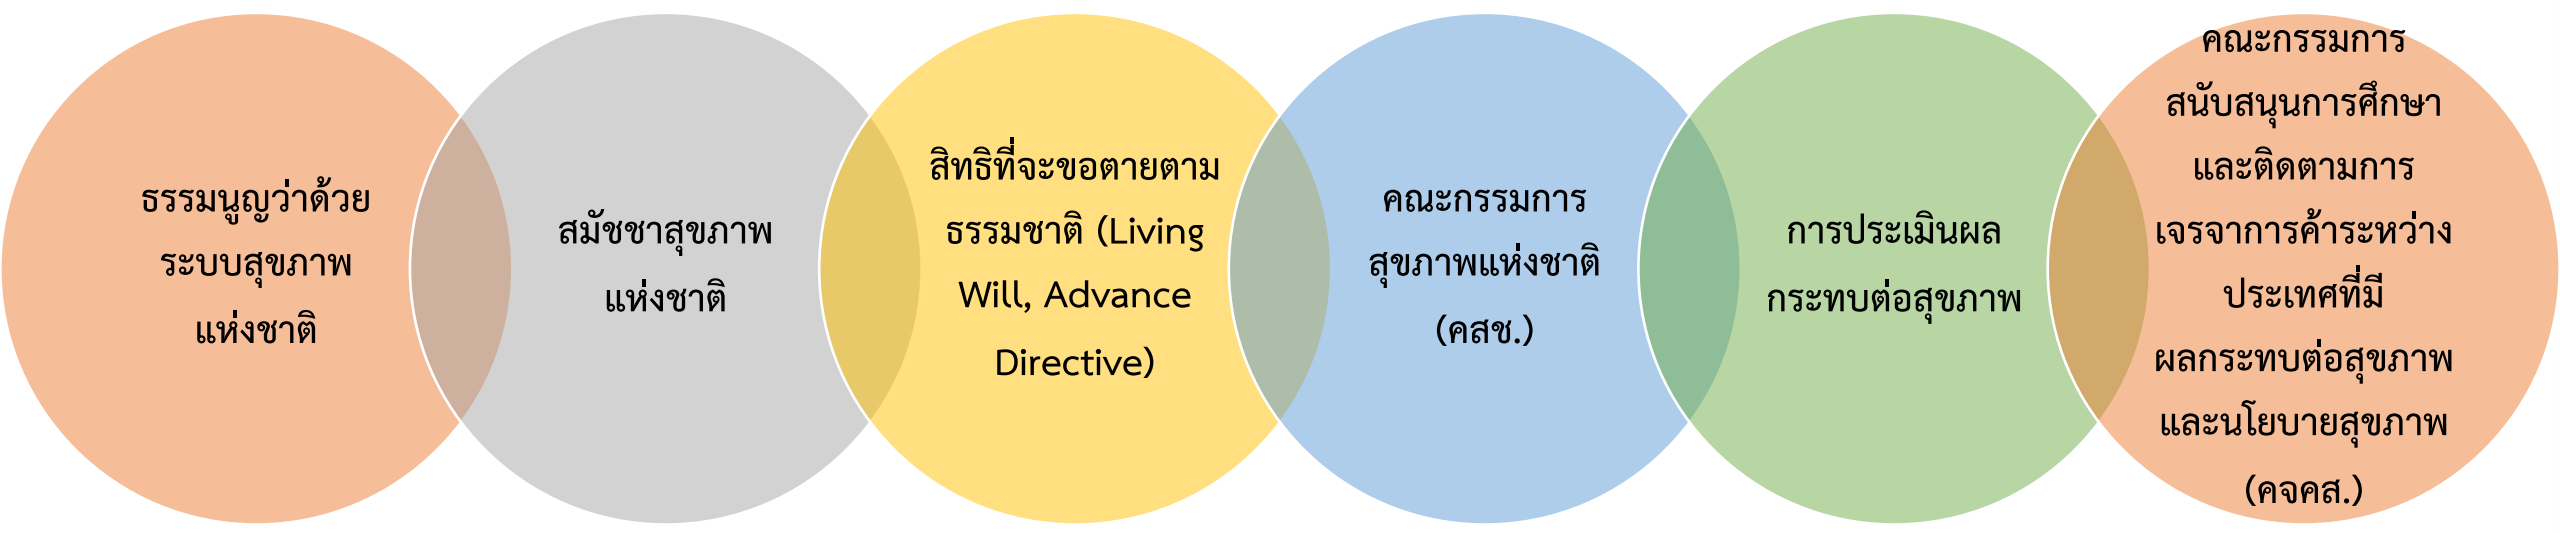 ธรรมนูญว่าด้วย
ระบบสุขภาพ
แห่งชาติ
สมัชชาสุขภาพ
แห่งชาติ
สิทธิที่จะขอตายตาม
ธรรมชาติ (Living
Will, Advance
Directive)
คณะกรรมการ
สุขภาพแห่งชาติ
(คสช.)
การประเมินผล
กระทบต่อสุขภาพ
คณะกรรมการ
สนับสนุนการศึกษา
และติดตามการ
เจรจาการค้าระหว่าง
ประเทศที่มี
ผลกระทบต่อสุขภาพ
และนโยบายสุขภาพ
(คจคส.)